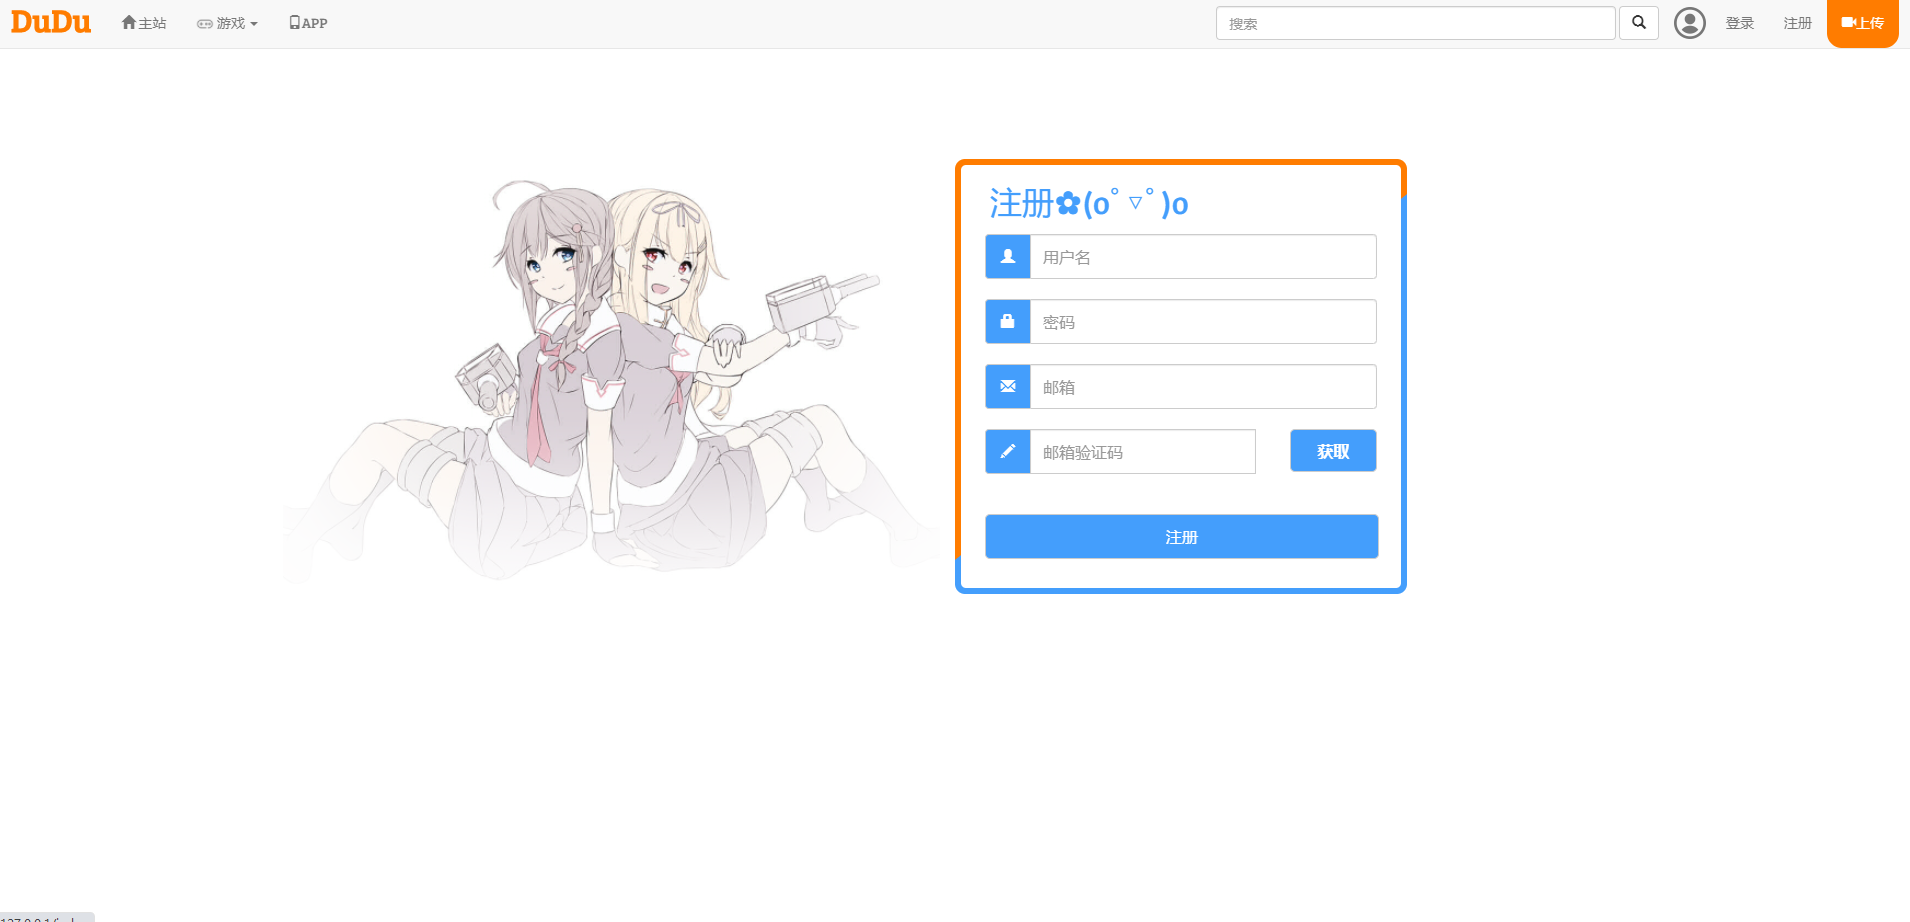 DuDu 主站 游戏 APP 搜索 登录 注册 上传
注册✿(oﾟ▽ﾟ)o
用户名
密码
邮箱
邮箱验证码 获取
注册